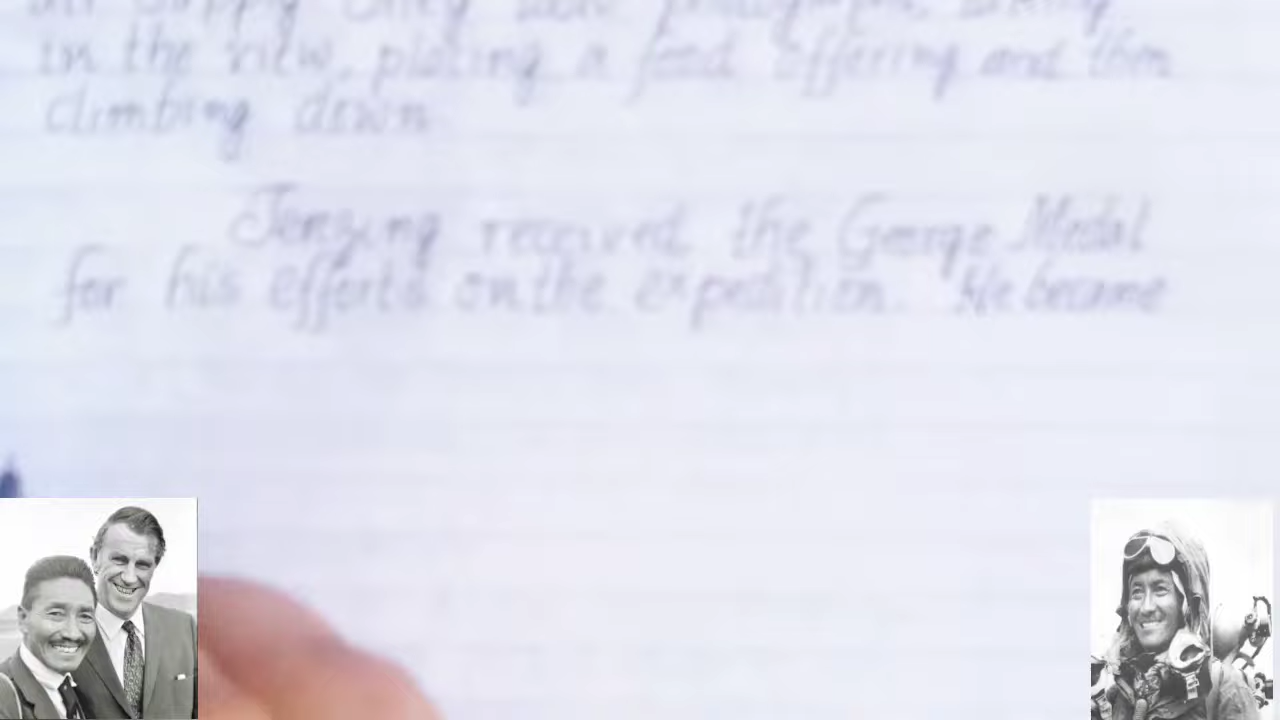 in the view, placing a food offering and then
climbing down.
Tenzing received the George Medal
for his efforts on the expedition. He became